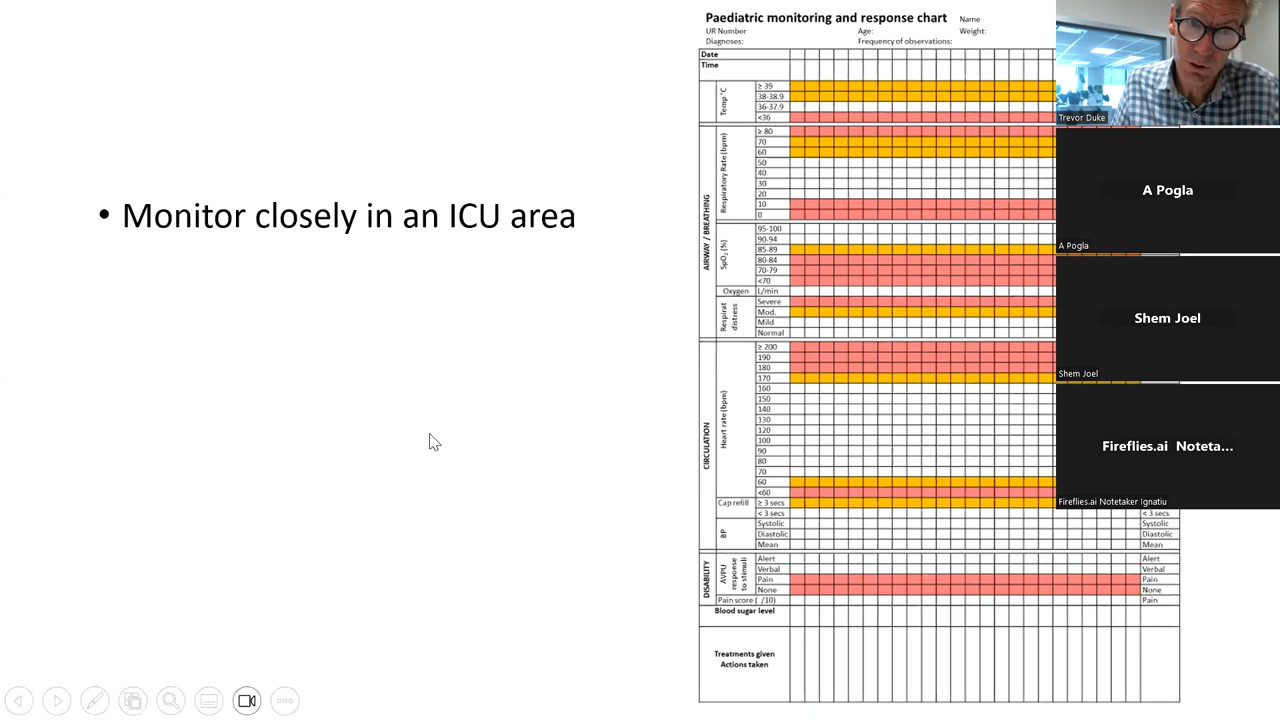 • Monitor closely in an ICU area
Paediatric monitoring and response chart Name
UR Number Age: Weight:
Diagnoses: Frequency of observations:
Date
Time
Temp °C
≥ 39
38-38.9
36-37.9
<36
AIRWAY / BREATHING
Respiratory Rate (bpm)
≥ 80
70
60
50
40
30
20
10
0
SpO2 (%)
95-100
90-94
85-89
80-84
70-79
<70
Oxygen L/min
Respirat distress
Severe
Mod.
Mild
Normal
CIRCULATION
Heart rate (bpm)
≥ 200
190
180
170
160
150
140
130
120
100
90
80
70
60
<60
Cap refill ≥ 3 secs
< 3 secs < 3 secs
BP
Systolic Systolic
Diastolic Diastolic
Mean Mean
DISABILITY
AVPU response to stimuli
Alert Alert
Verbal Verbal
Pain Pain
None None
Pain score ( /10) Pain
Blood sugar level
Treatments given
Actions taken
Trevor Duke
A Pogla
A Pogla
Shem Joel
Shem Joel
Fireflies.ai Noteta...
Fireflies.ai Notetaker Ignatiu